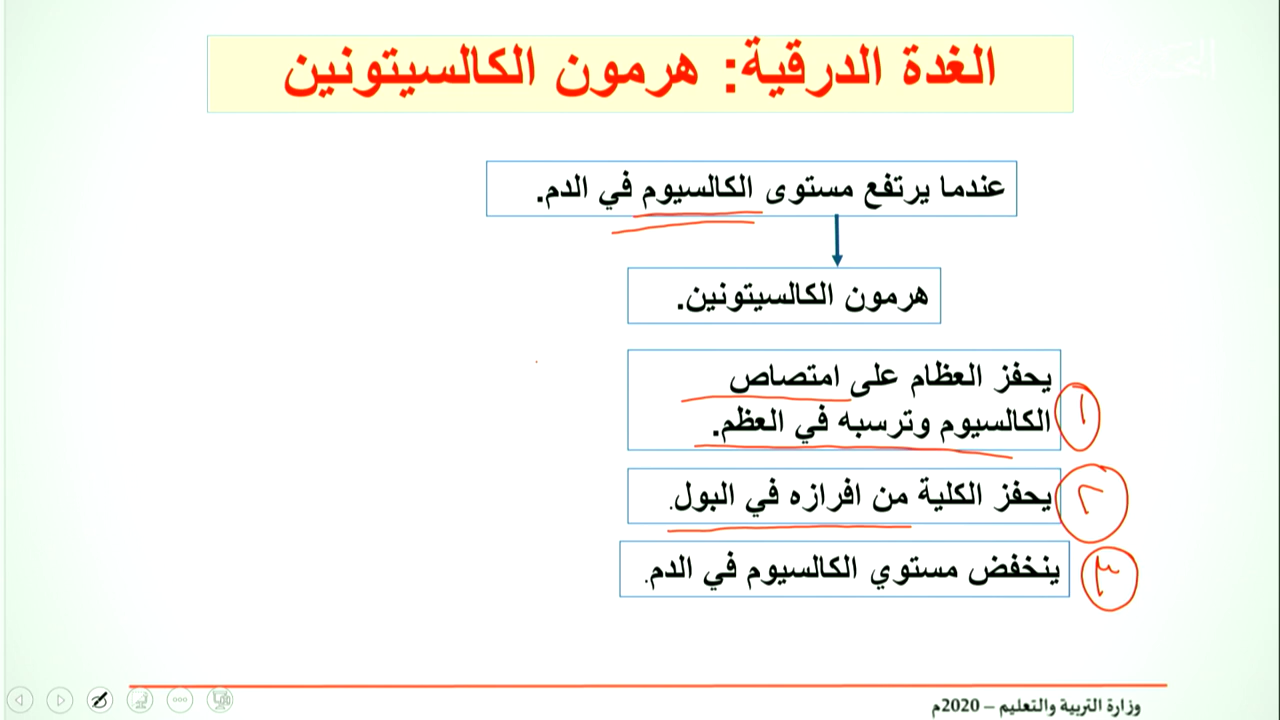 الغدة الدرقية: هرمون الكالسيتونين
عندما يرتفع مستوى الكالسيوم في الدم.
هرمون الكالسيتونين.
يحفز العظام على امتصاص
الكالسيوم وترسبه في العظم.
١
يحفز الكلية من افرازه في البول.
٢
ينخفض مستوي الكالسيوم في الدم.
٣
وزارة التربية والتعليم – 2020م